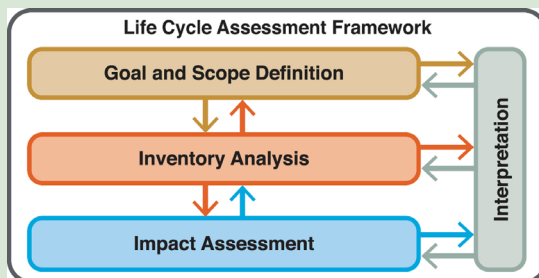 Life Cycle Assessment Framework
Goal and Scope Definition
Inventory Analysis
Impact Assessment
Interpretation